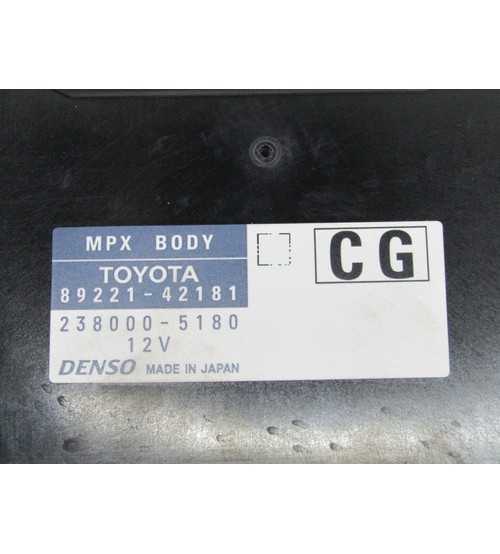 MPX BODY
CG
TOYOTA
89221-42181
238000-5180
12V
DENSO MADE IN JAPAN